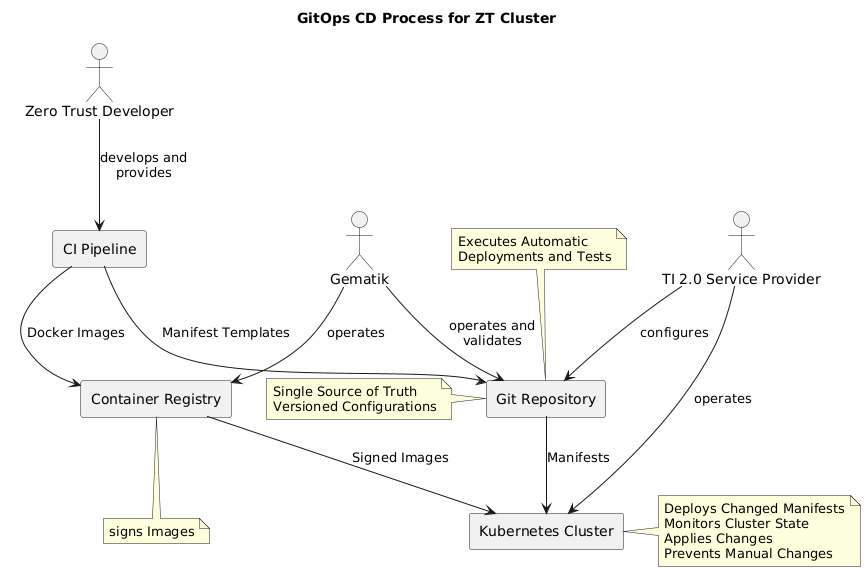 GitOps CD Process for ZT Cluster
Zero Trust Developer
develops and
provides
CI Pipeline
Gematik
Executes Automatic
Deployments and Tests
TI 2.0 Service Provider
Docker Images
Manifest Templates
operates
operates and
validates
configures
Container Registry
Single Source of Truth
Versioned Configurations
Git Repository
operates
Signed Images
Manifests
signs Images
Kubernetes Cluster
Deploys Changed Manifests
Monitors Cluster State
Applies Changes
Prevents Manual Changes